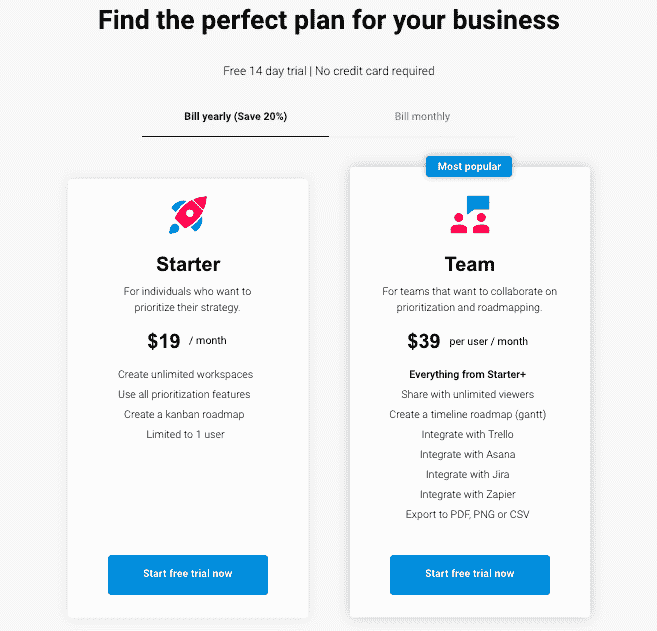 Find the perfect plan for your business
Free 14 day trial | No credit card required
Bill yearly (Save 20%)
Bill monthly
Starter
For individuals who want to
prioritize their strategy.
$19 / month
Create unlimited workspaces
Use all prioritization features
Create a kanban roadmap
Limited to 1 user
Start free trial now
Most popular
Team
For teams that want to collaborate on
prioritization and roadmapping.
$39 per user / month
Everything from Starter+
Share with unlimited viewers
Create a timeline roadmap (gantt)
Integrate with Trello
Integrate with Asana
Integrate with Jira
Integrate with Zapier
Export to PDF, PNG or CSV
Start free trial now